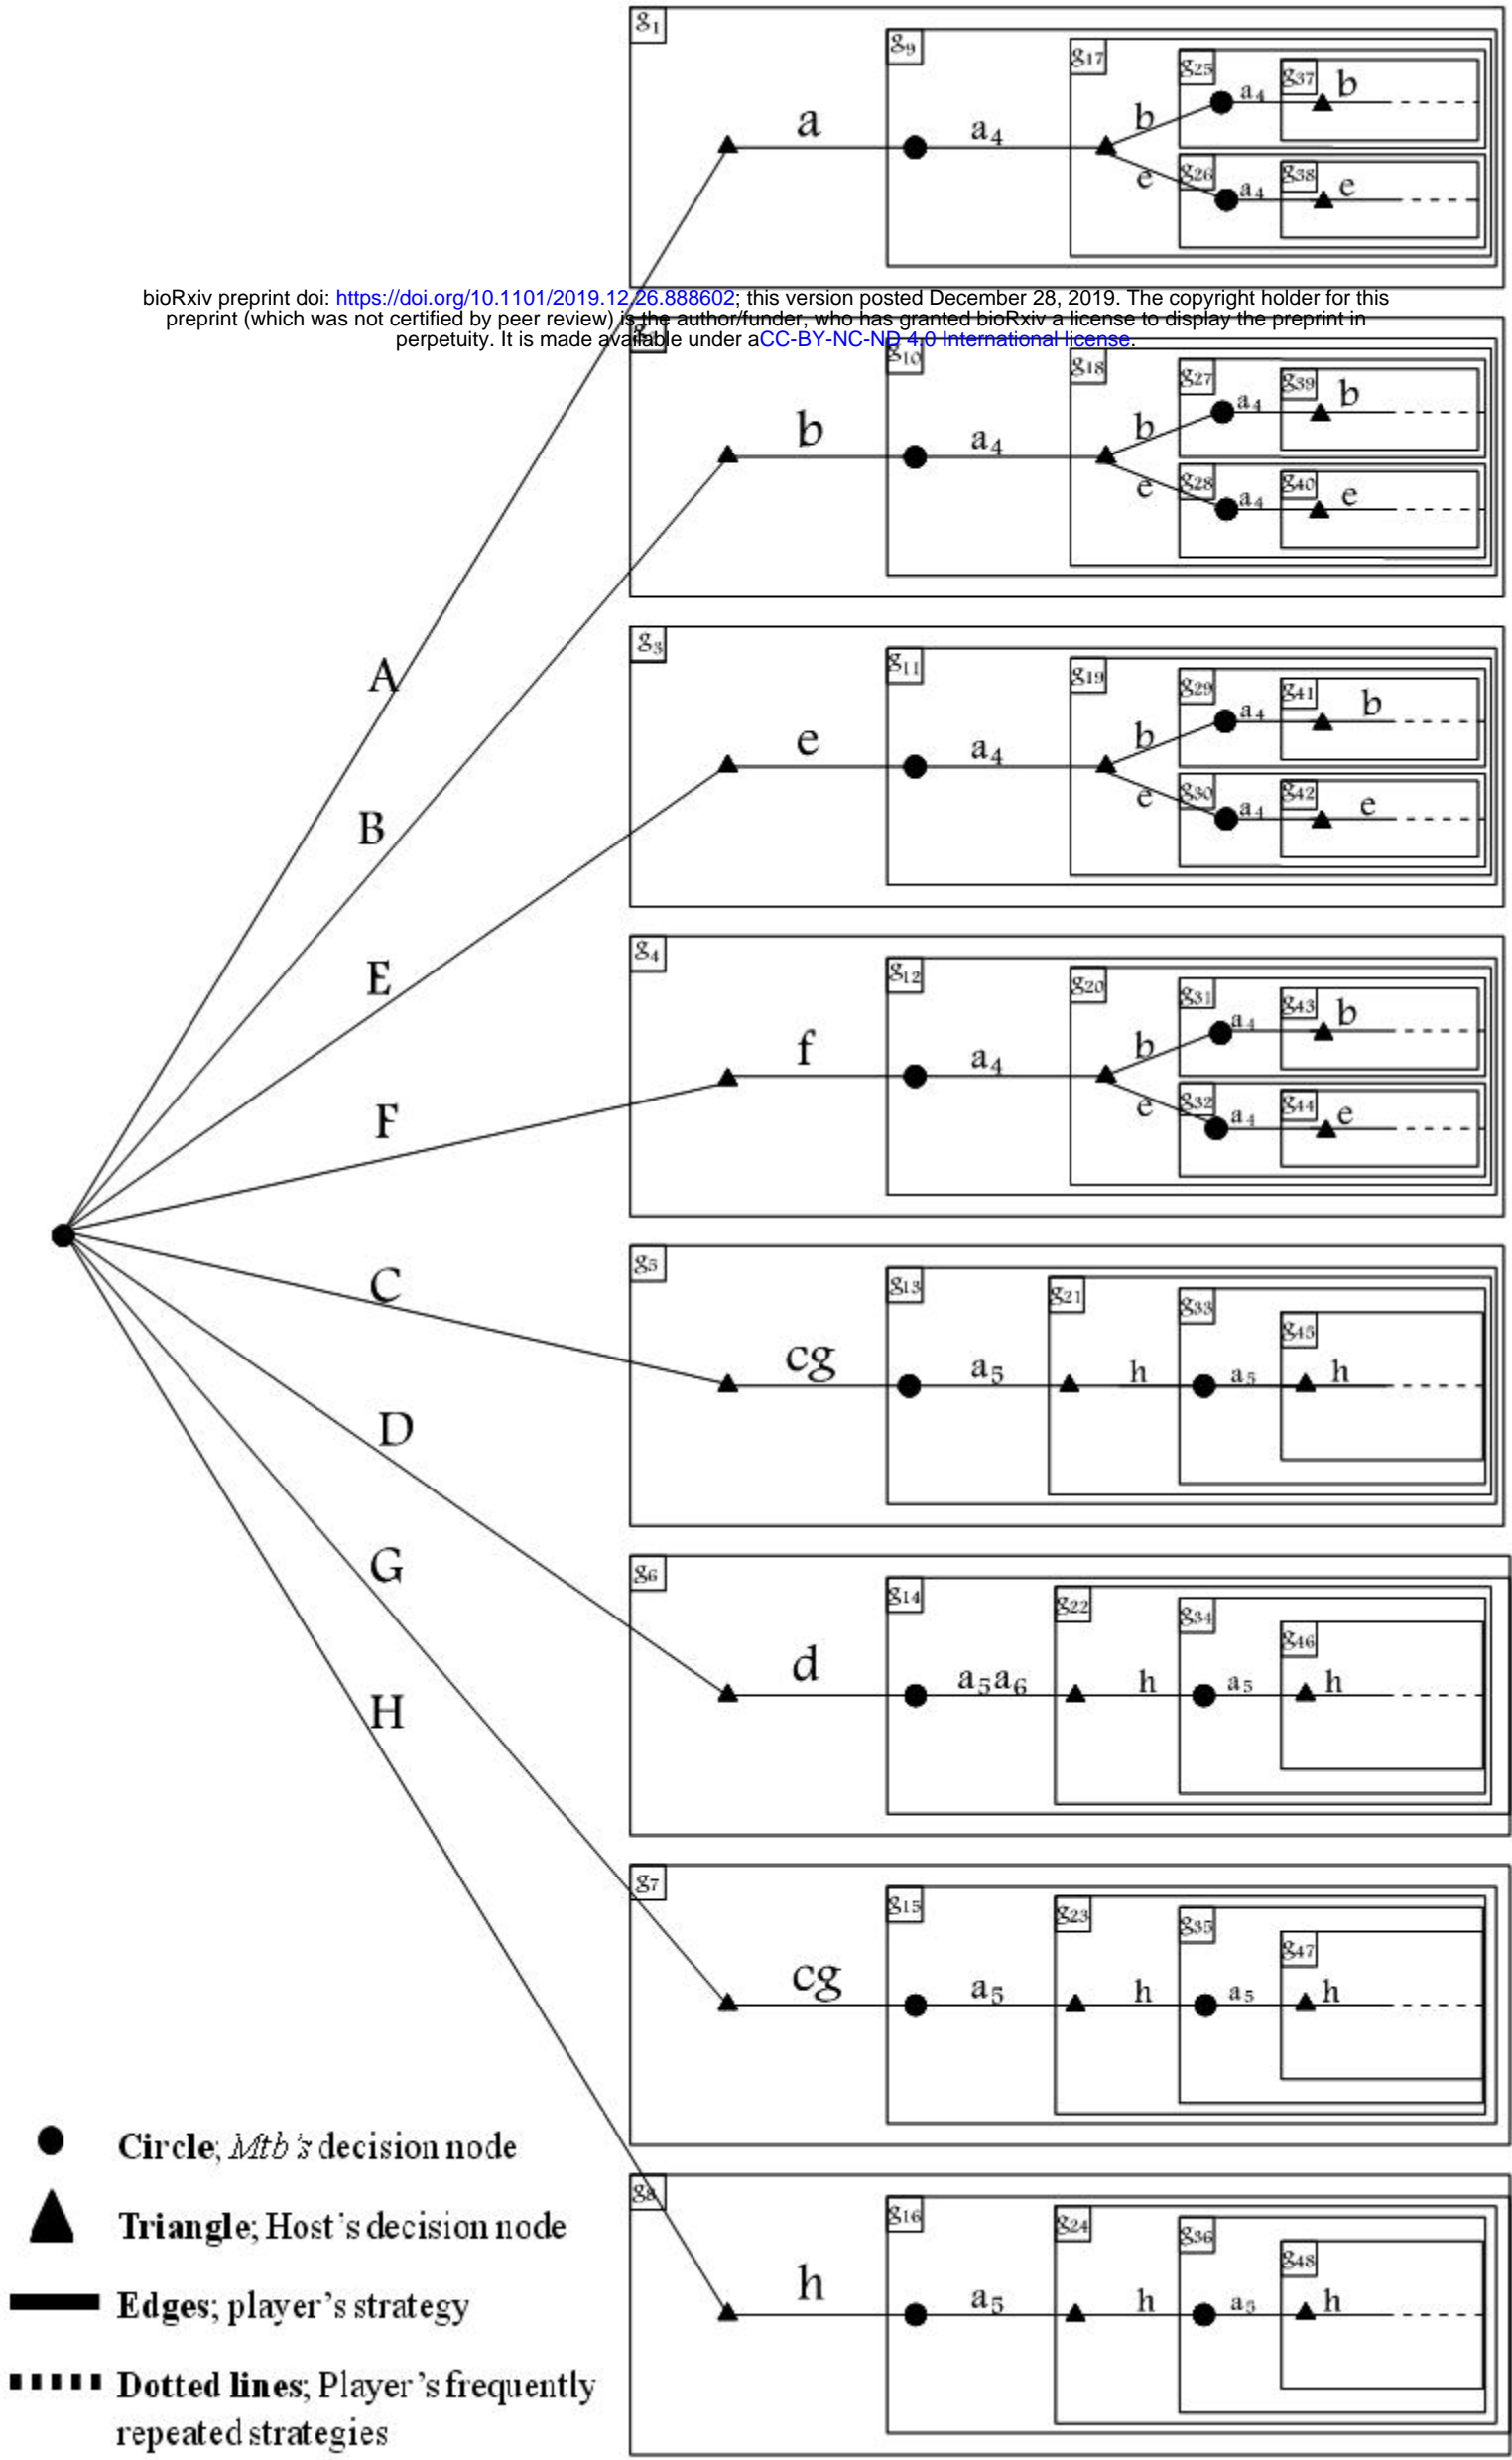 g1
g9
g17
g25
g37
a
a4
b
a4
b
e
g26
a4
g38
e
bioRxiv preprint doi: https://doi.org/10.1101/2019.12.26.888602; this version posted December 28, 2019. The copyright holder for this
preprint (which was not certified by peer review) is the author/funder, who has granted bioRxiv a license to display the preprint in
perpetuity. It is made available under aCC-BY-NC-ND 4.0 International license.
g10
g18
g27
g39
b
a4
b
a4
b
e
g28
a4
g40
e
A
g3
g11
g19
g29
g41
e
a4
b
a4
b
e
g30
a4
g42
e
B
E
g4
g12
g20
g31
g43
f
a4
b
a4
b
e
g32
a4
g44
e
F
C
g5
g13
g21
g33
g45
cg
a5
h
a5
h
D
g6
g14
g22
g34
g46
d
a5a6
h
a5
h
G
H
g7
g15
g23
g35
g47
cg
a5
h
a5
h
g8
g16
g24
g36
g48
h
a5
h
a5
h
Circle; Mtb's decision node
Triangle; Host's decision node
Edges; player's strategy
Dotted lines; Player's frequently
repeated strategies